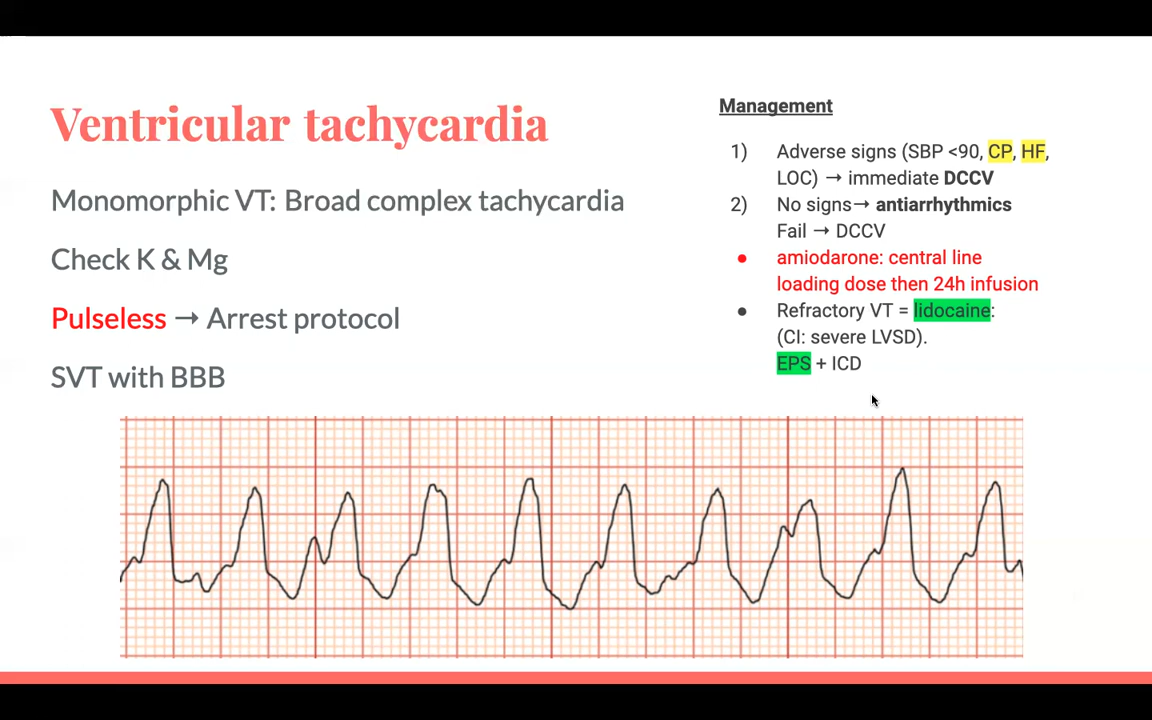 Ventricular tachycardia
Monomorphic VT: Broad complex tachycardia
Check K & Mg
Pulseless → Arrest protocol
SVT with BBB
Management
1) Adverse signs (SBP <90, CP, HF,
LOC) → immediate DCCV
2) No signs→ antiarrhythmics
Fail → DCCV
● amiodarone: central line
loading dose then 24h infusion
● Refractory VT = lidocaine:
(CI: severe LVSD).
EPS + ICD